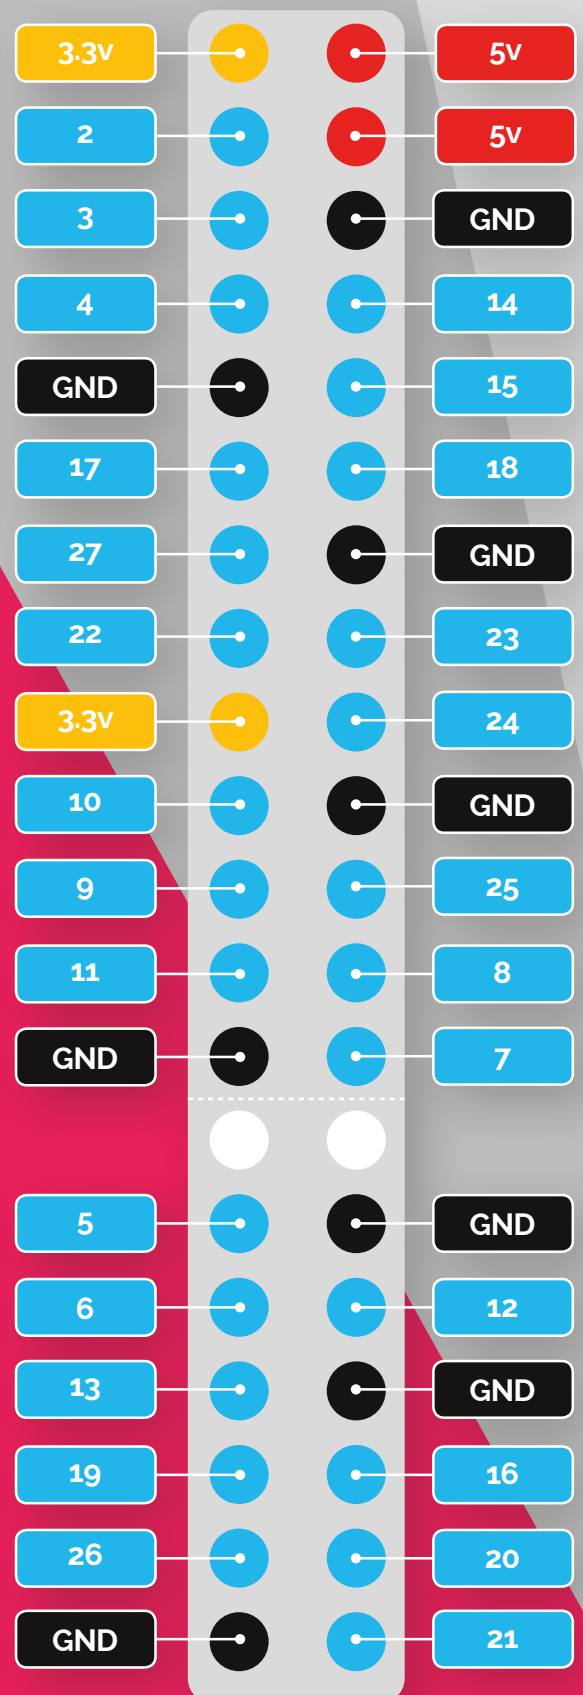 3.3V 5V
2 5V
3 GND
4 14
GND 15
17 18
27 GND
22 23
3.3V 24
10 GND
9 25
11 8
GND 7
5 GND
6 12
13 GND
19 16
26 20
GND 21